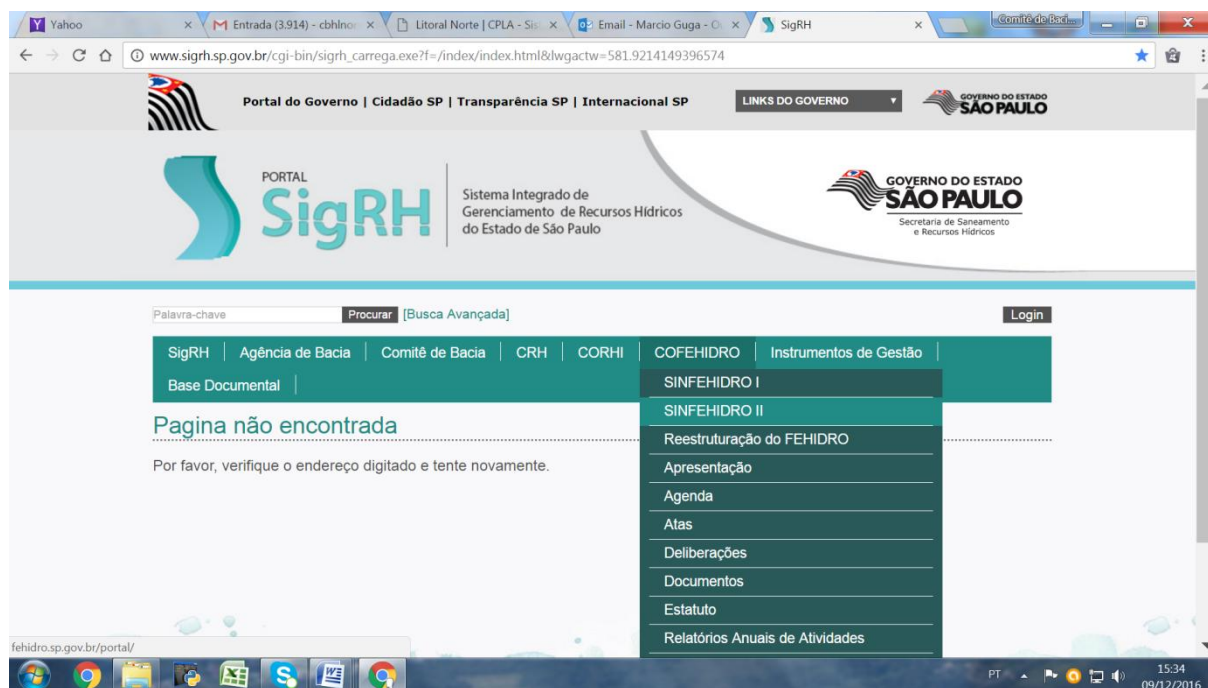 Yahoo
Entrada (3.914) - cbhlno
Litoral Norte | CPLA - Sis
Email - Marcio Guga - O
SigRH
Comitê de Baci
www.sigrh.sp.gov.br/cgi-bin/sigrh_carrega.exe?f=/index/index.html&lwgactw=581.9214149396574
Portal do Governo | Cidadão SP | Transparência SP | Internacional SP
LINKS DO GOVERNO
GOVERNO DO ESTADO
SÃO PAULO
PORTAL
SigRH
Sistema Integrado de
Gerenciamento de Recursos Hídricos
do Estado de São Paulo
GOVERNO DO ESTADO
SÃO PAULO
Secretaria de Saneamento
e Recursos Hídricos
Palavra-chave Procurar [Busca Avançada] Login
SigRH Agência de Bacia Comitê de Bacia CRH CORHI COFEHIDRO Instrumentos de Gestão
Base Documental
SINFEHIDRO I
SINFEHIDRO II
Reestruturação do FEHIDRO
Apresentação
Agenda
Atas
Deliberações
Documentos
Estatuto
Relatórios Anuais de Atividades
Pagina não encontrada
Por favor, verifique o endereço digitado e tente novamente.
fehidro.sp.gov.br/portal/
PT
15:34
09/12/2016